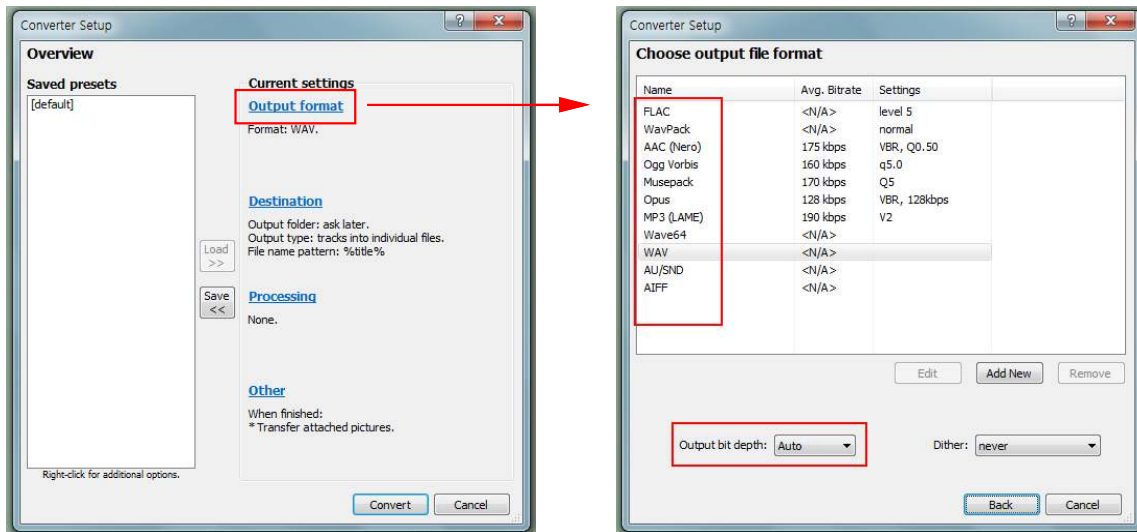 Converter Setup
Overview
Saved presets
[default]
Right-click for additional options.
Load
>>
Save
<<
Current settings
Output format
Format: WAV.
Destination
Output folder: ask later.
Output type: tracks into individual files.
File name pattern: %title%
Processing
None.
Other
When finished:
* Transfer attached pictures.
Convert Cancel
Converter Setup
Choose output file format
Name Avg. Bitrate Settings
FLAC <N/A> level 5
WavPack <N/A> normal
AAC (Nero) 175 kbps VBR, Q0.50
Ogg Vorbis 160 kbps q5.0
Musepack 170 kbps Q5
Opus 128 kbps VBR, 128kbps
MP3 (LAME) 190 kbps V2
Wave64 <N/A>
WAV <N/A>
AU/SND <N/A>
AIFF <N/A>
Edit Add New Remove
Output bit depth: Auto Dither: never
Back Cancel